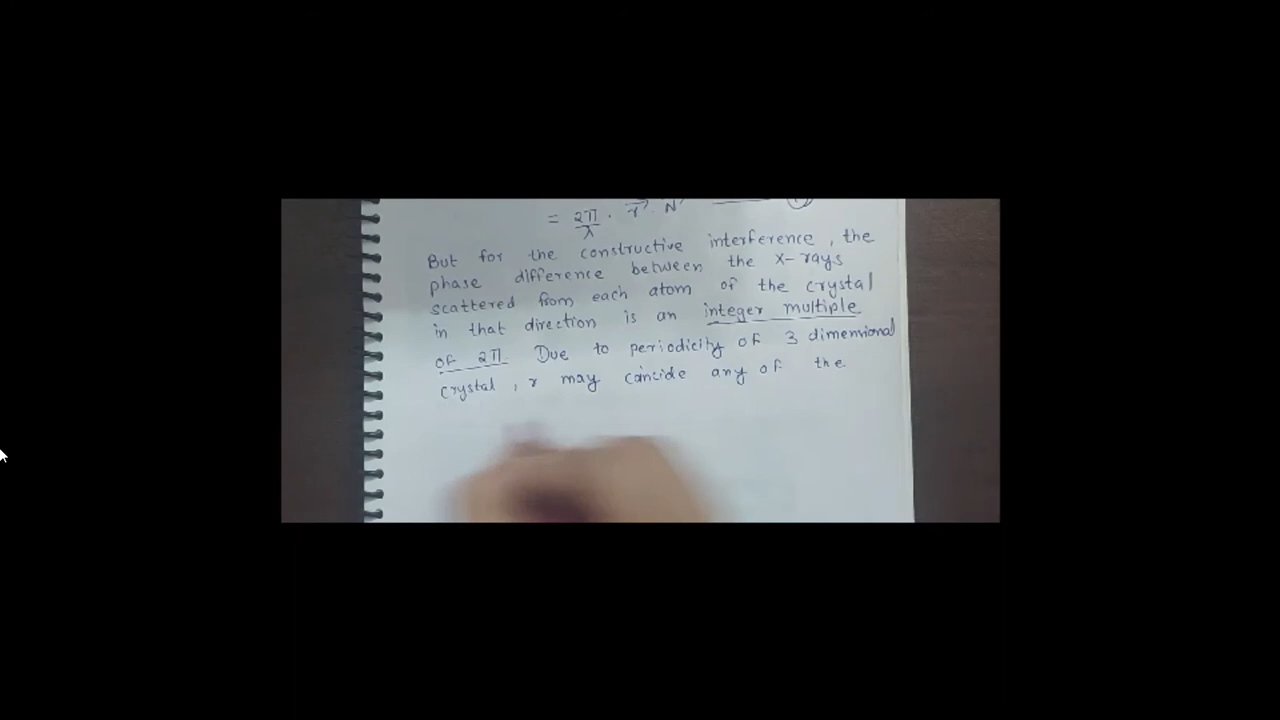 = 2π/λ · r⃗ . N⃗
But for the constructive interference, the
phase difference between the X-rays
scattered from each atom of the crystal
in that direction is an integer multiple
of 2π. Due to periodicity of 3 dimensional
crystal, r may concide any of the